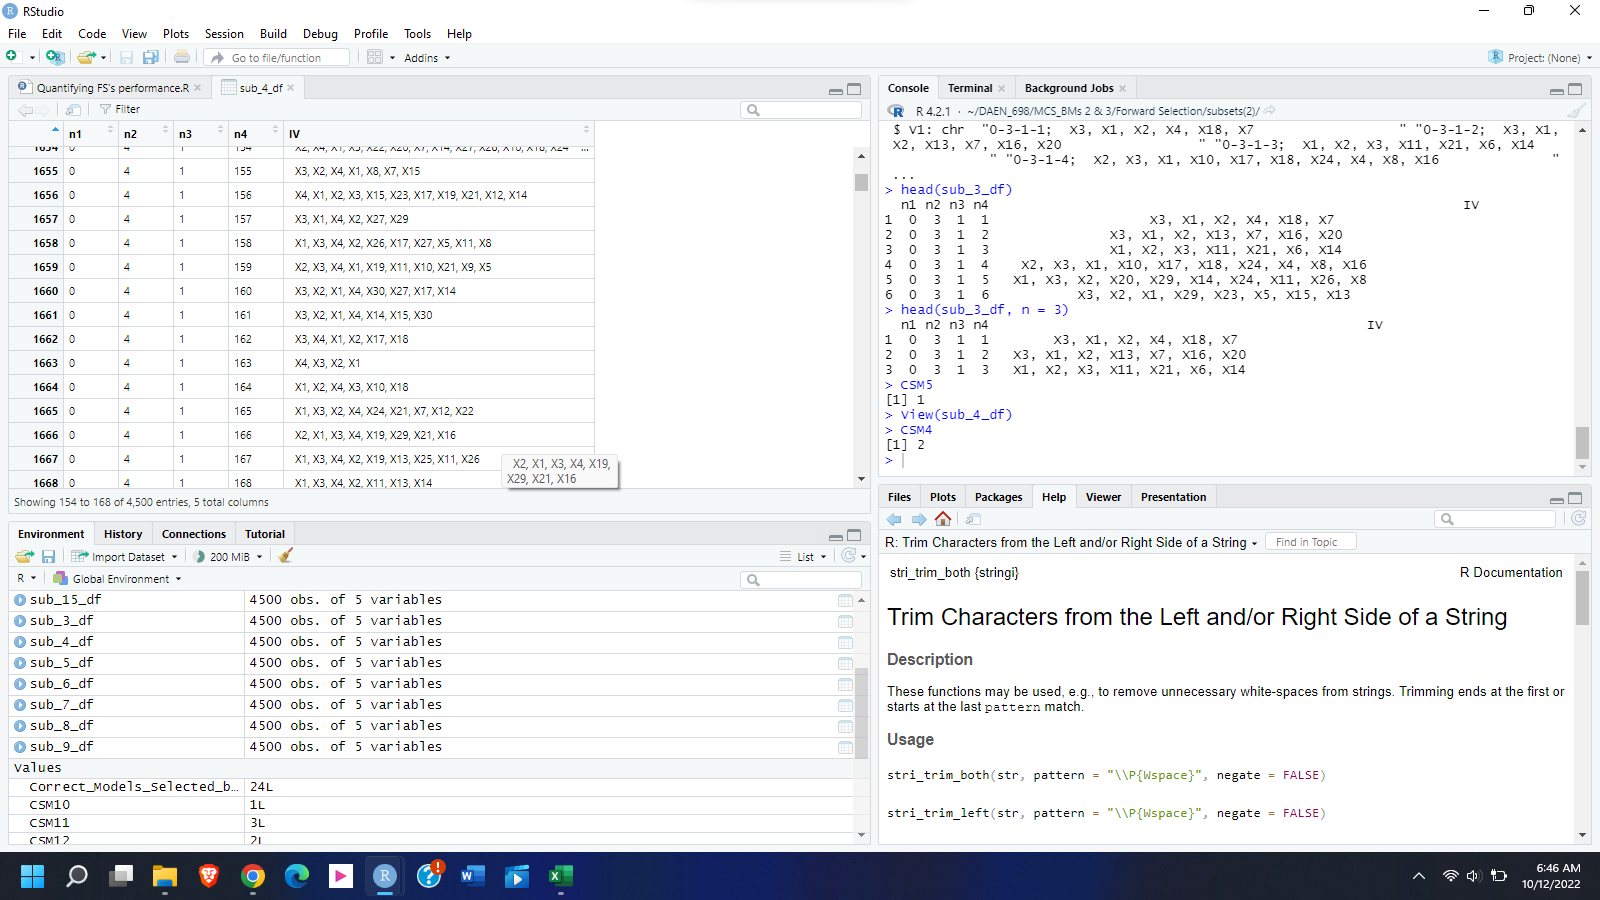 RStudio
File Edit Code View Plots Session Build Debug Profile Tools Help
Go to file/function Addins Project: (None)
Quantifying FS's performance.R sub_4_df
Filter
n1 n2 n3 n4 IV
1654 0 4 1 154 X2, X4, X1, X3, X22, X20, X7, X14, X27, X28, X10, X18, X24 ...
1655 0 4 1 155 X3, X2, X4, X1, X8, X7, X15
1656 0 4 1 156 X4, X1, X2, X3, X15, X23, X17, X19, X21, X12, X14
1657 0 4 1 157 X3, X1, X4, X2, X27, X29
1658 0 4 1 158 X1, X3, X4, X2, X26, X17, X27, X5, X11, X8
1659 0 4 1 159 X2, X3, X4, X1, X19, X11, X10, X21, X9, X5
1660 0 4 1 160 X3, X2, X1, X4, X30, X27, X17, X14
1661 0 4 1 161 X3, X2, X1, X4, X14, X15, X30
1662 0 4 1 162 X3, X4, X1, X2, X17, X18
1663 0 4 1 163 X4, X3, X2, X1
1664 0 4 1 164 X1, X2, X4, X3, X10, X18
1665 0 4 1 165 X1, X3, X2, X4, X24, X21, X7, X12, X22
1666 0 4 1 166 X2, X1, X3, X4, X19, X29, X21, X16
1667 0 4 1 167 X1, X3, X4, X2, X19, X13, X25, X11, X26
1668 0 4 1 168 X1, X3, X4, X2, X11, X13, X14
X2, X1, X3, X4, X19,
X29, X21, X16
Showing 154 to 168 of 4,500 entries, 5 total columns
Environment History Connections Tutorial
Import Dataset 200 MiB List
R Global Environment
sub_15_df 4500 obs. of 5 variables
sub_3_df 4500 obs. of 5 variables
sub_4_df 4500 obs. of 5 variables
sub_5_df 4500 obs. of 5 variables
sub_6_df 4500 obs. of 5 variables
sub_7_df 4500 obs. of 5 variables
sub_8_df 4500 obs. of 5 variables
sub_9_df 4500 obs. of 5 variables
Values
Correct_Models_Selected_b... 24L
CSM10 1L
CSM11 3L
CSM12 2L
Console Terminal Background Jobs
R 4.2.1 · ~/DAEN_698/MCS_BMs 2 & 3/Forward Selection/subsets(2)/
$ V1: chr "0-3-1-1; X3, X1, X2, X4, X18, X7 " "0-3-1-2; X3, X1,
X2, X13, X7, X16, X20 " "0-3-1-3; X1, X2, X3, X11, X21, X6, X14
" "0-3-1-4; X2, X3, X1, X10, X17, X18, X24, X4, X8, X16 "
...
> head(sub_3_df)
n1 n2 n3 n4 IV
1 0 3 1 1 X3, X1, X2, X4, X18, X7
2 0 3 1 2 X3, X1, X2, X13, X7, X16, X20
3 0 3 1 3 X1, X2, X3, X11, X21, X6, X14
4 0 3 1 4 X2, X3, X1, X10, X17, X18, X24, X4, X8, X16
5 0 3 1 5 X1, X3, X2, X20, X29, X14, X24, X11, X26, X8
6 0 3 1 6 X3, X2, X1, X29, X23, X5, X15, X13
> head(sub_3_df, n = 3)
n1 n2 n3 n4 IV
1 0 3 1 1 X3, X1, X2, X4, X18, X7
2 0 3 1 2 X3, X1, X2, X13, X7, X16, X20
3 0 3 1 3 X1, X2, X3, X11, X21, X6, X14
> CSM5
[1] 1
> View(sub_4_df)
> CSM4
[1] 2
>
Files Plots Packages Help Viewer Presentation
R: Trim Characters from the Left and/or Right Side of a String Find in Topic
stri_trim_both {stringi} R Documentation
Trim Characters from the Left and/or Right Side of a String
Description
These functions may be used, e.g., to remove unnecessary white-spaces from strings. Trimming ends at the first or
starts at the last pattern match.
Usage
stri_trim_both(str, pattern = "\\P{Wspace}", negate = FALSE)
stri_trim_left(str, pattern = "\\P{Wspace}", negate = FALSE)
6:46 AM
10/12/2022